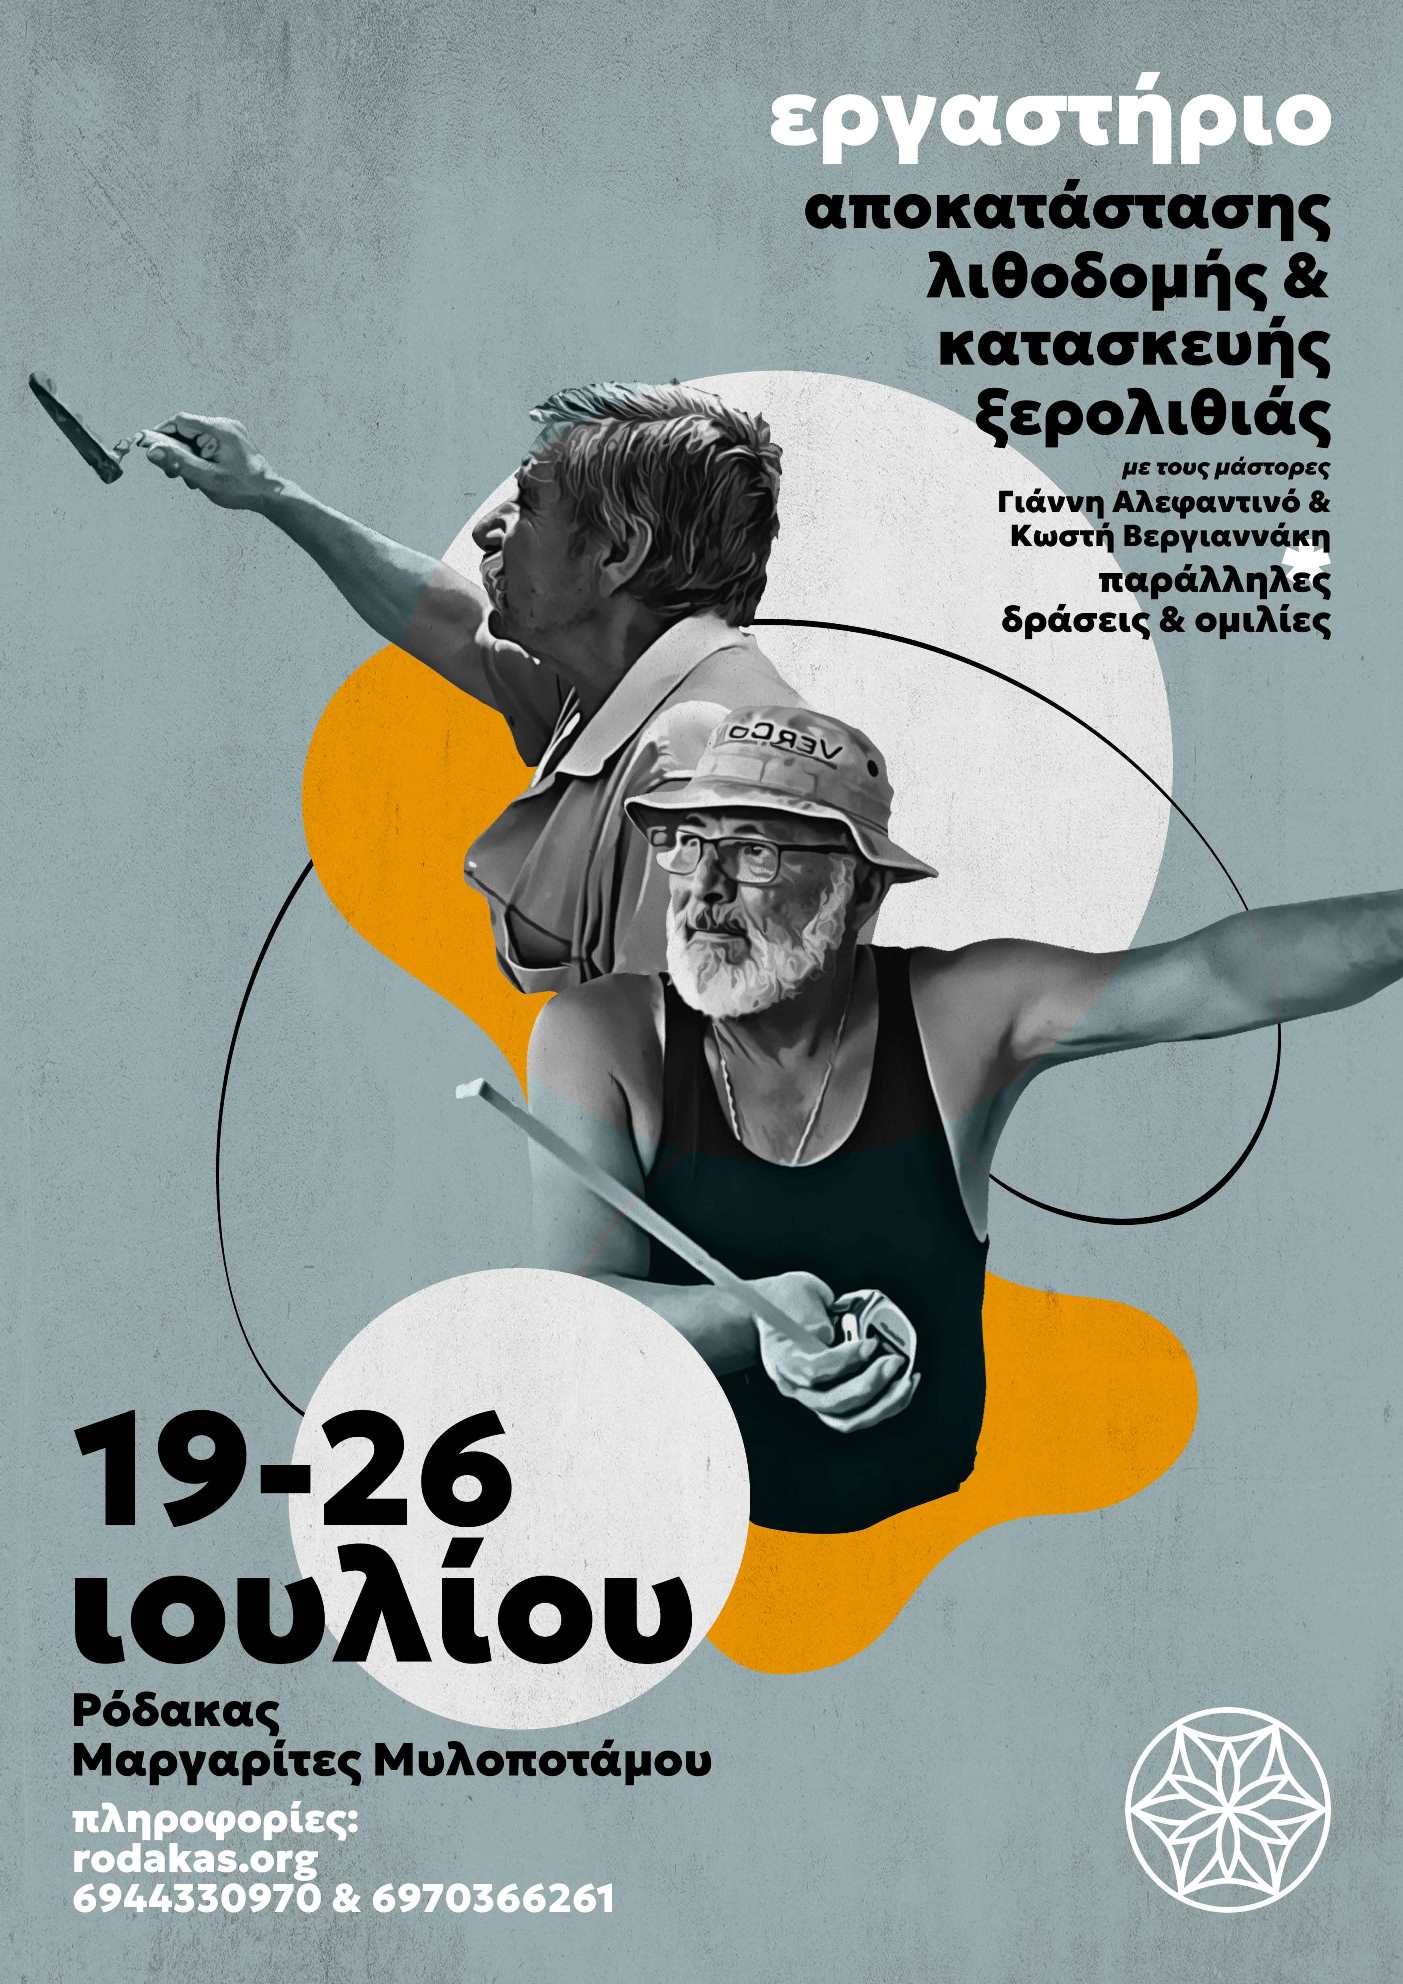 εργαστήριο
αποκατάστασης
λιθοδομής &
κατασκευής
ξερολιθιάς
με τους μάστορες
Γιάννη Αλεφαντινό &
Κωστή Βεργιαννάκη
παράλληλες
δράσεις & ομιλίες
VERCo
19-26
ιουλίου
Ρόδακας
Μαργαρίτες Μυλοποτάμου
πληροφορίες:
rodakas.org
6944330970 & 6970366261